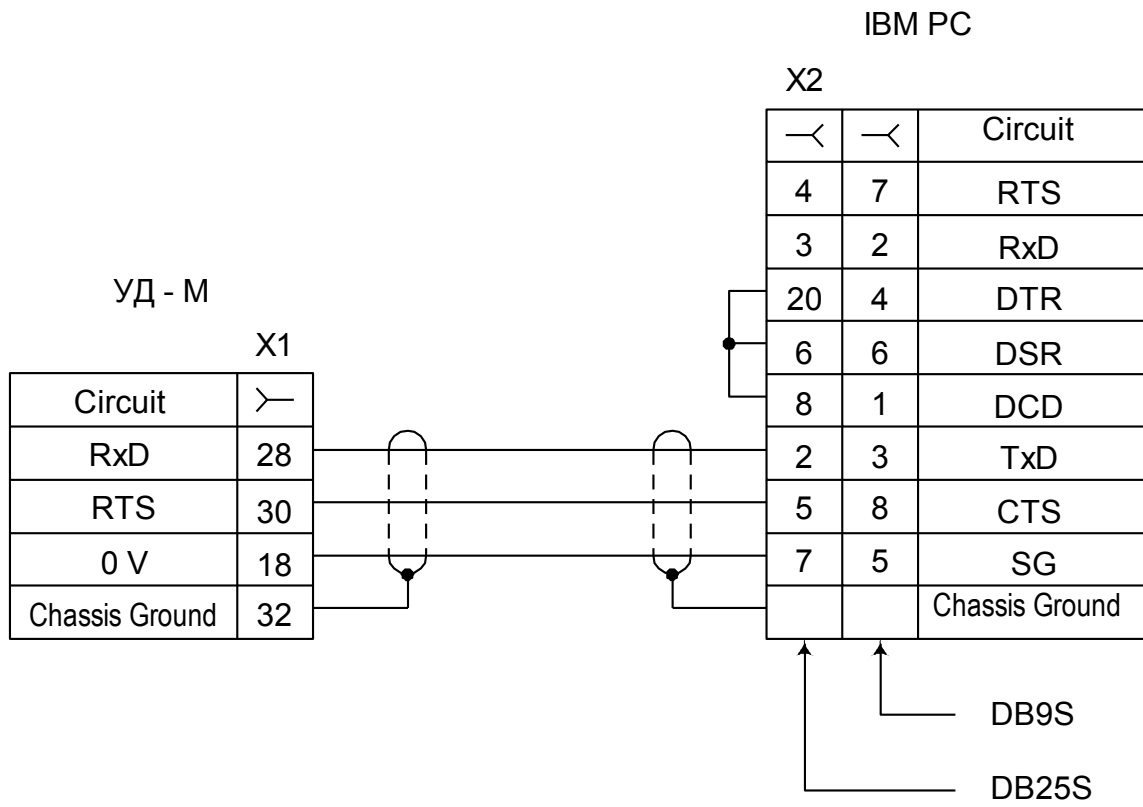 IBM PC
X2
Circuit
4 7 RTS
3 2 RxD
20 4 DTR
6 6 DSR
8 1 DCD
2 3 TxD
5 8 CTS
7 5 SG
Chassis Ground
УД - М
X1
Circuit
RxD 28
RTS 30
0 V 18
Chassis Ground 32
DB9S
DB25S